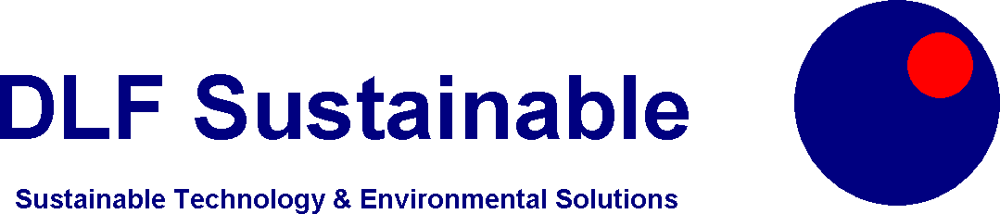 DLF Sustainable
Sustainable Technology & Environmental Solutions